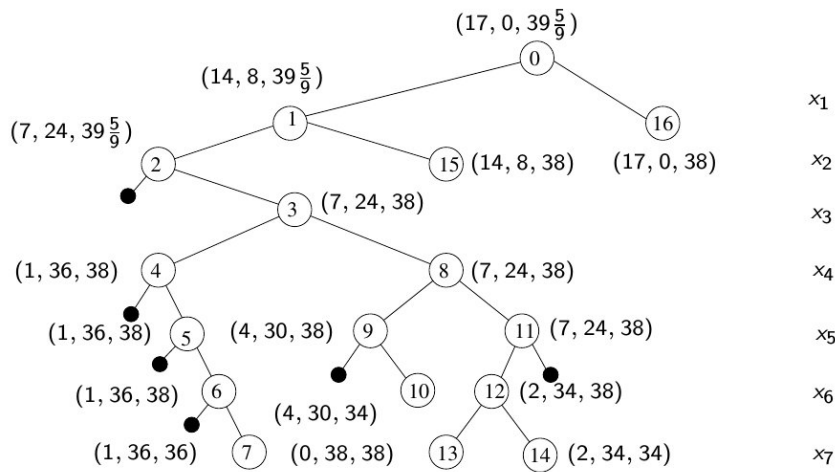 (17, 0, 39 5/9)
0
(14, 8, 39 5/9)
x₁
(7, 24, 39 5/9)
1
16
2
15 (14, 8, 38)
(17, 0, 38)
x₂
3 (7, 24, 38)
x₃
(1, 36, 38) 4
8 (7, 24, 38)
x₄
(1, 36, 38) 5
(4, 30, 38) 9
11 (7, 24, 38)
x₅
(1, 36, 38) 6
(4, 30, 34) 10
12 (2, 34, 38)
x₆
(1, 36, 36) 7
(0, 38, 38) 13
14 (2, 34, 34)
x₇